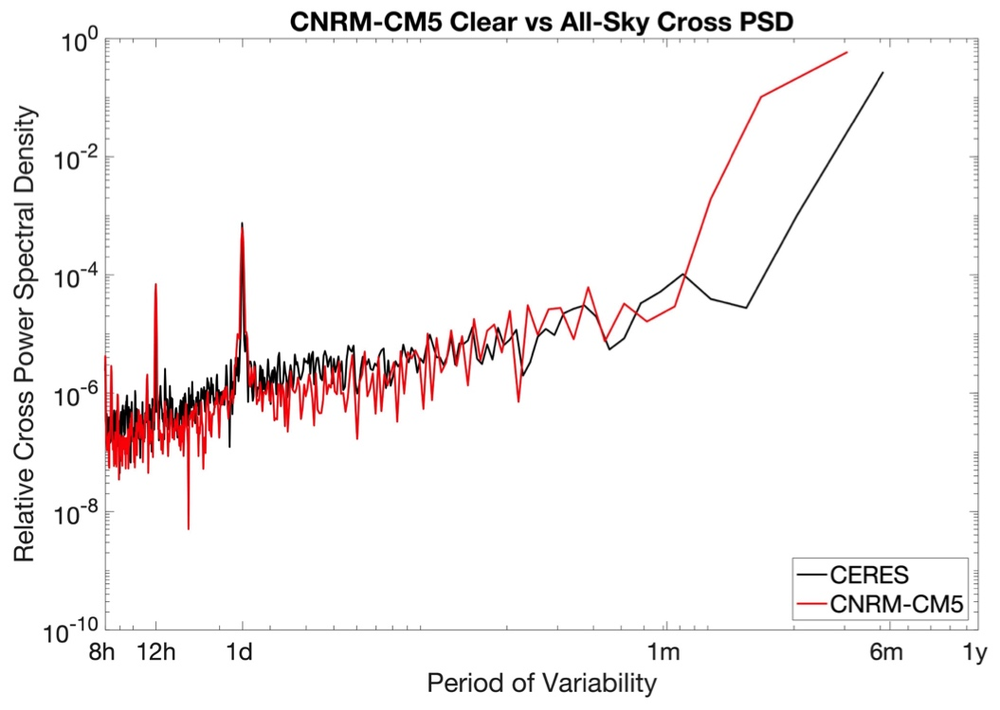 CNRM-CM5 Clear vs All-Sky Cross PSD
Relative Cross Power Spectral Density
10^0
10^-2
10^-4
10^-6
10^-8
10^-10
CERES
CNRM-CM5
8h 12h 1d 1m 6m 1y
Period of Variability